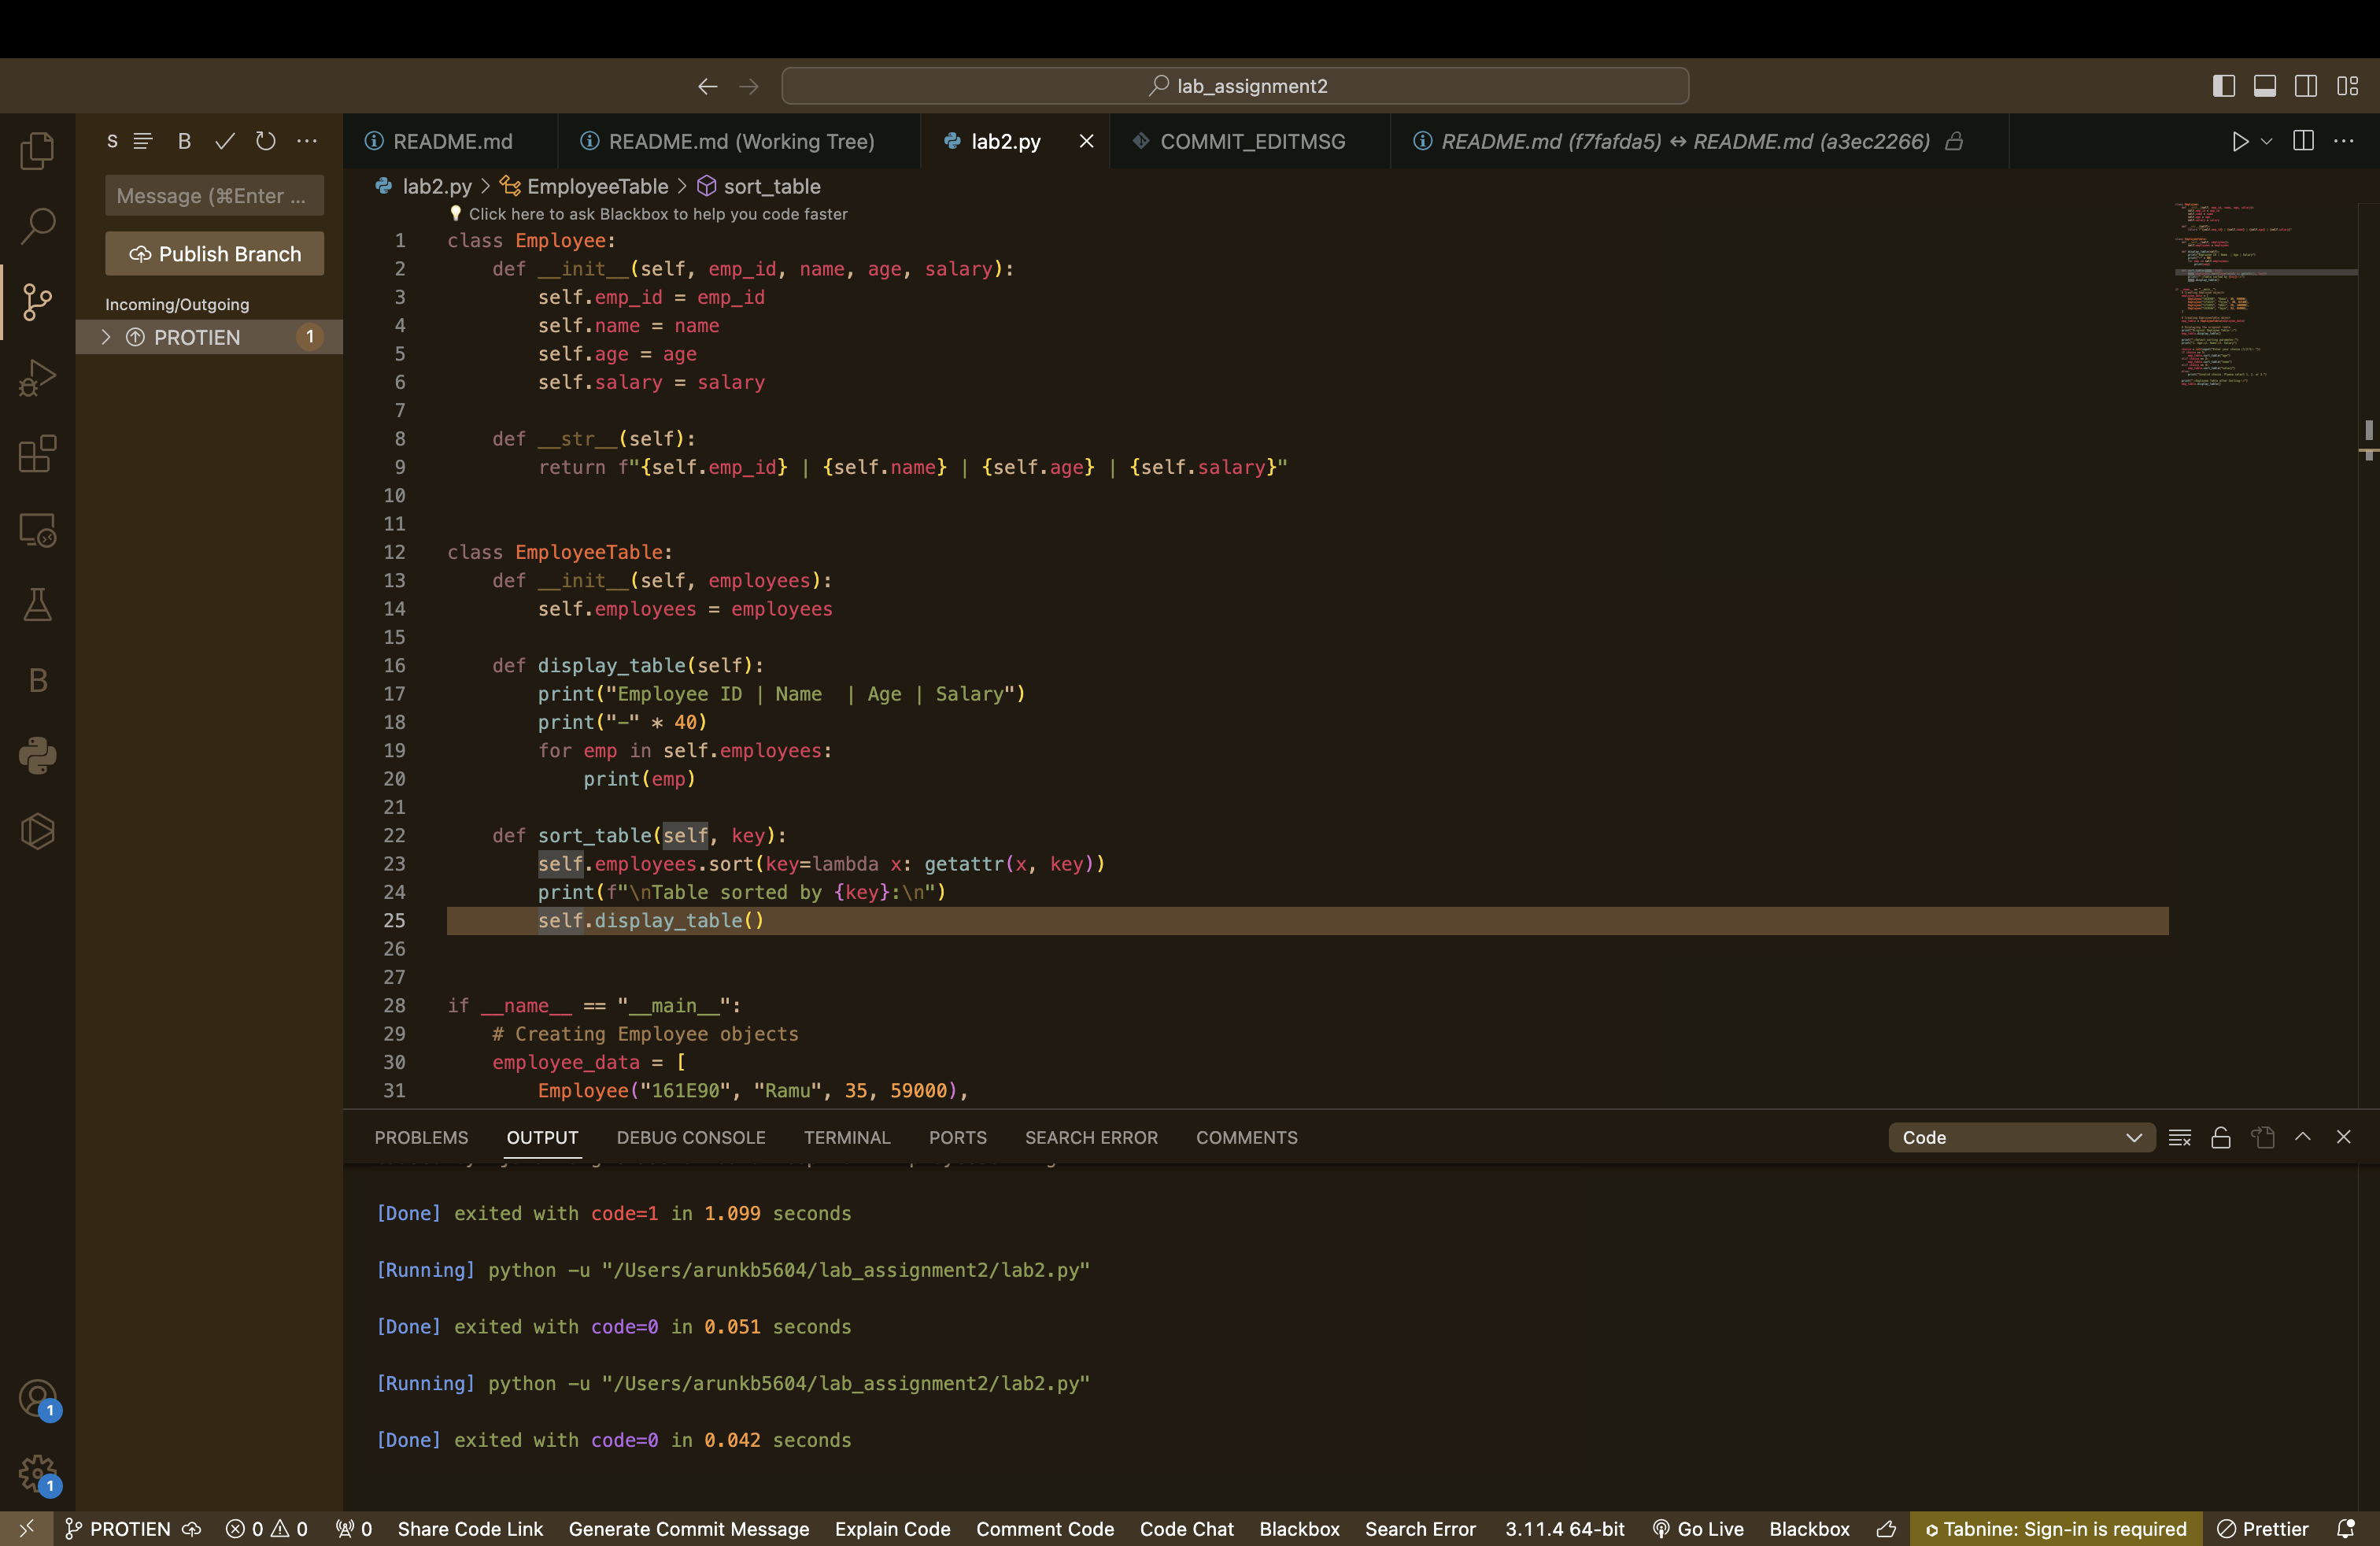 lab_assignment2
S B
README.md
README.md (Working Tree)
lab2.py
COMMIT_EDITMSG
README.md (f7fafda5) ↔ README.md (a3ec2266)
Message (⌘Enter ...
Publish Branch
Incoming/Outgoing
PROTIEN 1
B
1
1
lab2.py > EmployeeTable > sort_table
Click here to ask Blackbox to help you code faster
1 class Employee:
2     def __init__(self, emp_id, name, age, salary):
3         self.emp_id = emp_id
4         self.name = name
5         self.age = age
6         self.salary = salary
7
8     def __str__(self):
9         return f"{self.emp_id} | {self.name} | {self.age} | {self.salary}"
10
11
12 class EmployeeTable:
13     def __init__(self, employees):
14         self.employees = employees
15
16     def display_table(self):
17         print("Employee ID | Name  | Age | Salary")
18         print("-" * 40)
19         for emp in self.employees:
20             print(emp)
21
22     def sort_table(self, key):
23         self.employees.sort(key=lambda x: getattr(x, key))
24         print(f"\nTable sorted by {key}:\n")
25         self.display_table()
26
27
28 if __name__ == "__main__":
29     # Creating Employee objects
30     employee_data = [
31         Employee("161E90", "Ramu", 35, 59000),
PROBLEMS OUTPUT DEBUG CONSOLE TERMINAL PORTS SEARCH ERROR COMMENTS Code
[Done] exited with code=1 in 1.099 seconds
[Running] python -u "/Users/arunkb5604/lab_assignment2/lab2.py"
[Done] exited with code=0 in 0.051 seconds
[Running] python -u "/Users/arunkb5604/lab_assignment2/lab2.py"
[Done] exited with code=0 in 0.042 seconds
PROTIEN 0 0 0 Share Code Link Generate Commit Message Explain Code Comment Code Code Chat Blackbox Search Error 3.11.4 64-bit Go Live Blackbox Tabnine: Sign-in is required Prettier